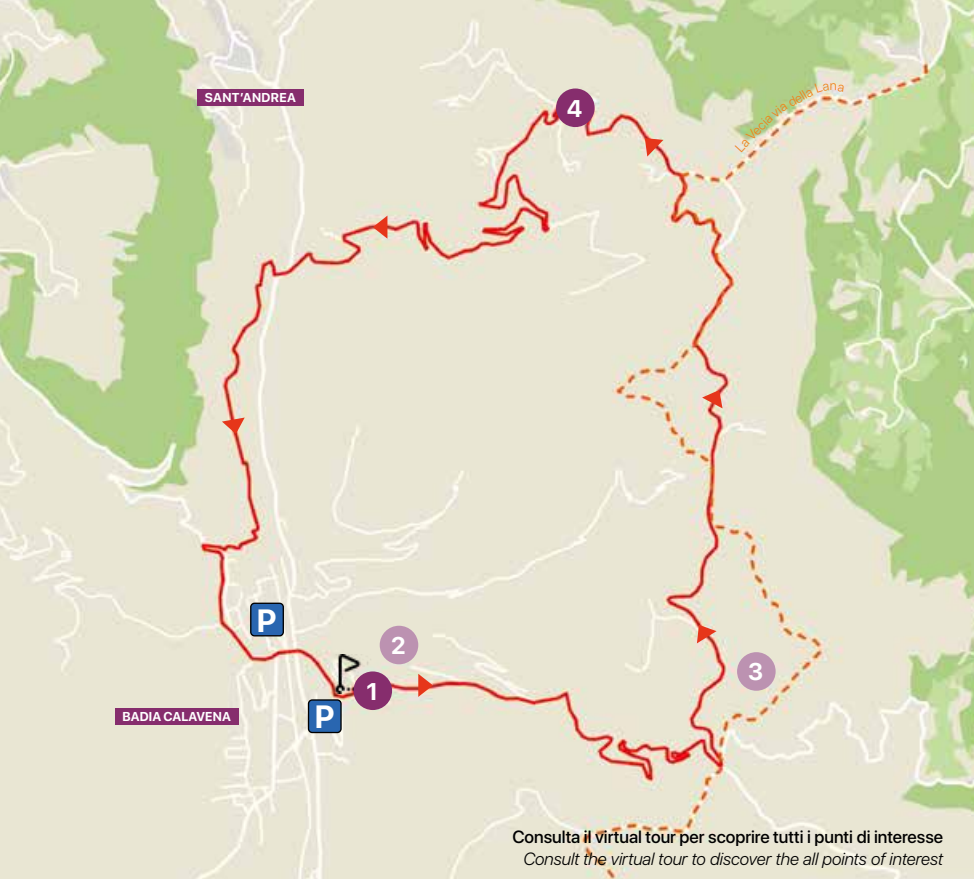 SANT'ANDREA
4
La Vecia via della Lana
P
2
3
1
P
BADIA CALAVENA
Consulta il virtual tour per scoprire tutti i punti di interesse
Consult the virtual tour to discover the all points of interest